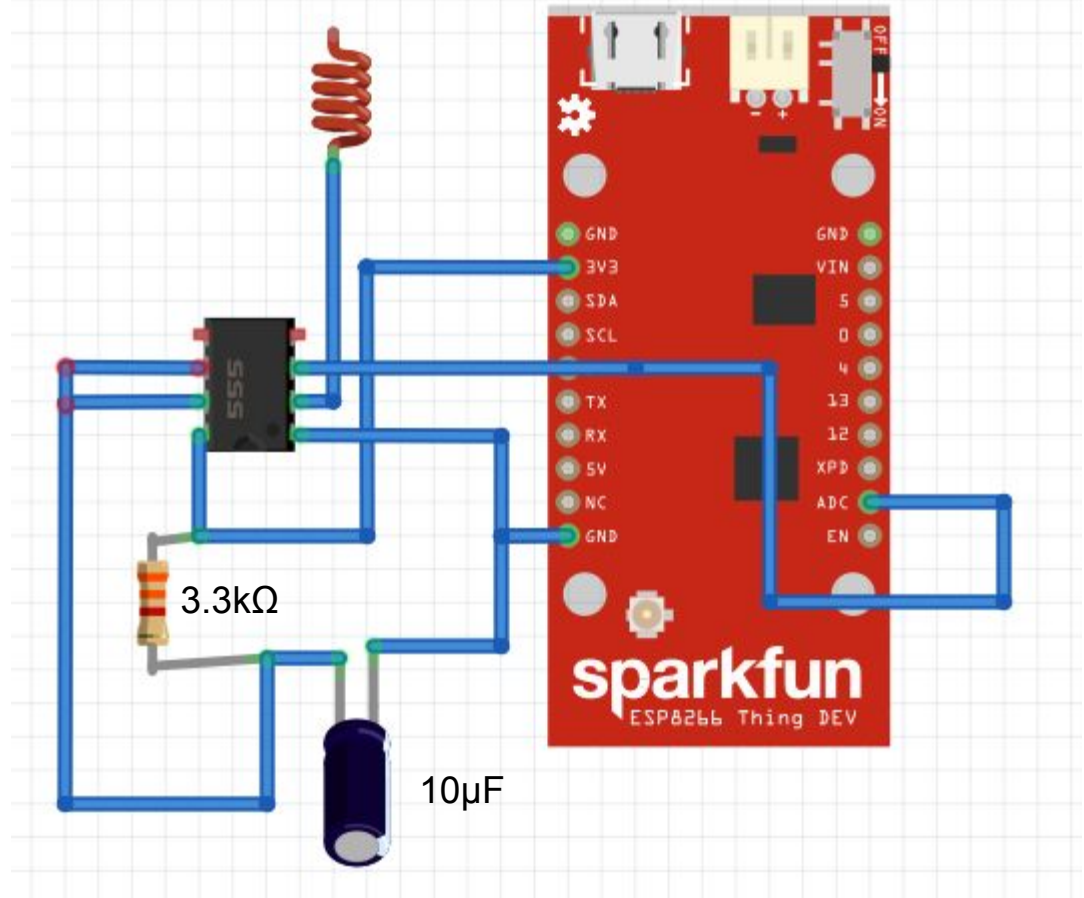 OFF
ON
- +
GND
3V3
SDA
SCL
TX
RX
5V
NC
GND
GND
VIN
5
0
4
13
12
XPD
ADC
EN
555
3.3kΩ
10µF
sparkfun
ESP8266 Thing DEV